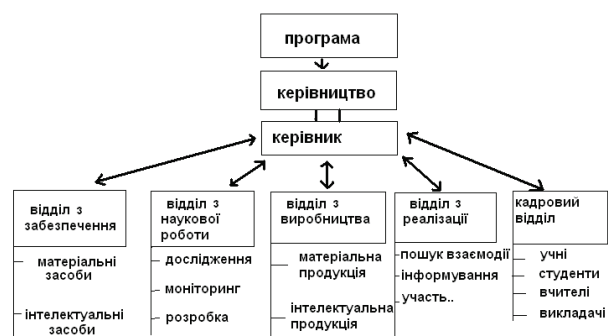 програма
керівництво
керівник
відділ з
забезпечення
матеріальні
засоби
інтелектуальні
засоби
відділ з
наукової
роботи
дослідження
моніторинг
розробка
відділ з
виробництва
матеріальна
продукція
інтелектуальна
продукція
відділ з
реалізації
пошук взаємодії
інформування
участь..
кадровий
відділ
учні
студенти
вчителі
викладачі